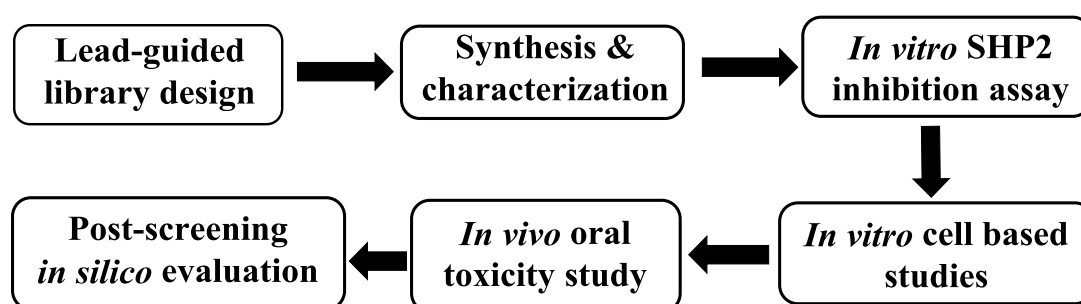 Lead-guided
library design
Synthesis &
characterization
In vitro SHP2
inhibition assay
In vitro cell based
studies
In vivo oral
toxicity study
Post-screening
in silico evaluation